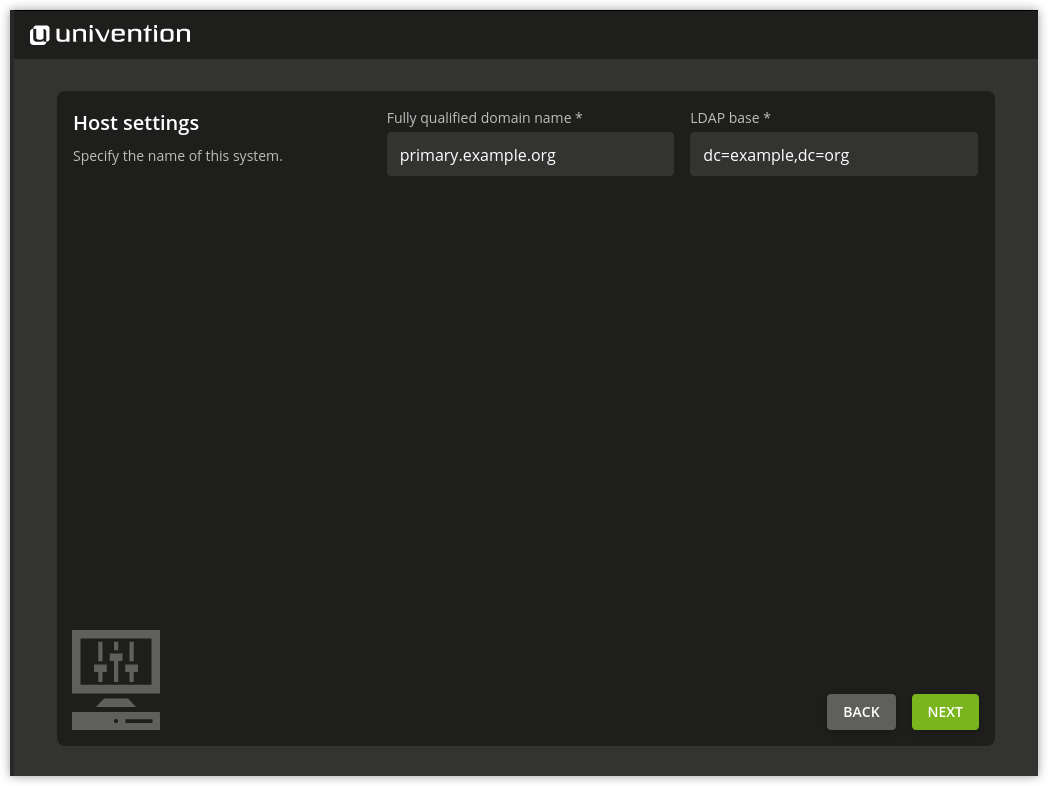 univention
Host settings
Specify the name of this system.
Fully qualified domain name *
primary.example.org
LDAP base *
dc=example,dc=org
BACK
NEXT